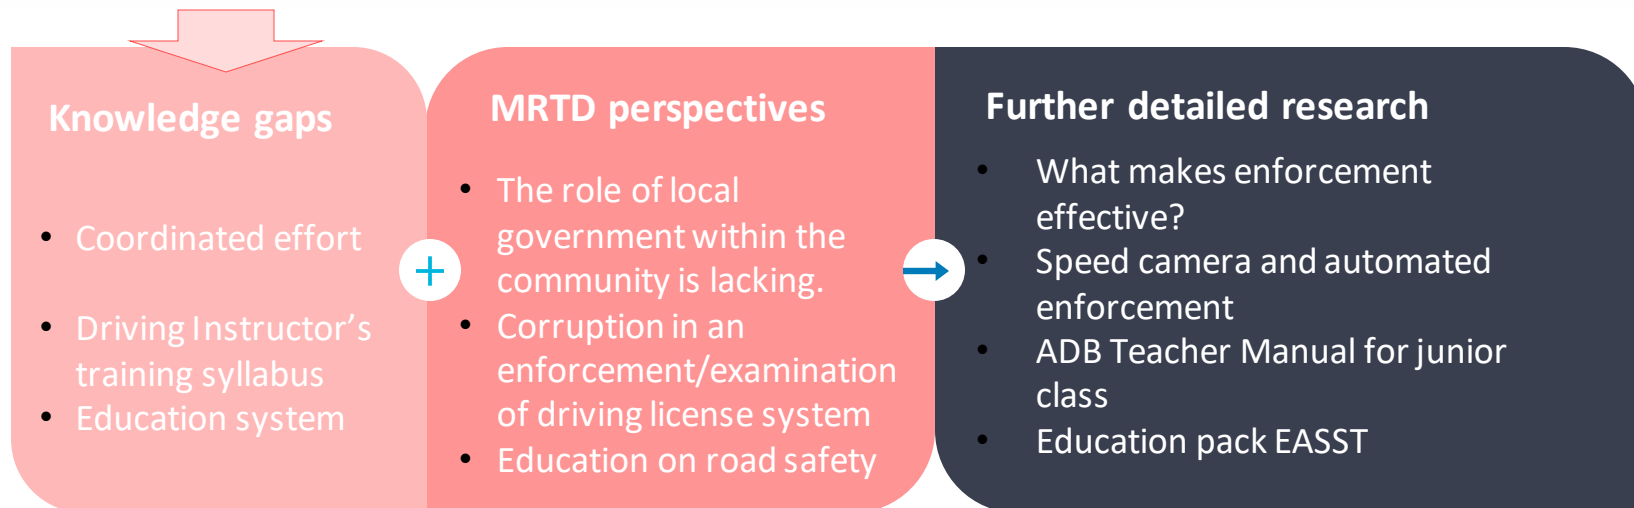 Knowledge gaps
• Coordinated effort
• Driving Instructor's
training syllabus
• Education system
+
MRTD perspectives
• The role of local
government within the
community is lacking.
• Corruption in an
enforcement/examination
of driving license system
• Education on road safety
Further detailed research
• What makes enforcement
effective?
• Speed camera and automated
enforcement
• ADB Teacher Manual for junior
class
• Education pack EASST